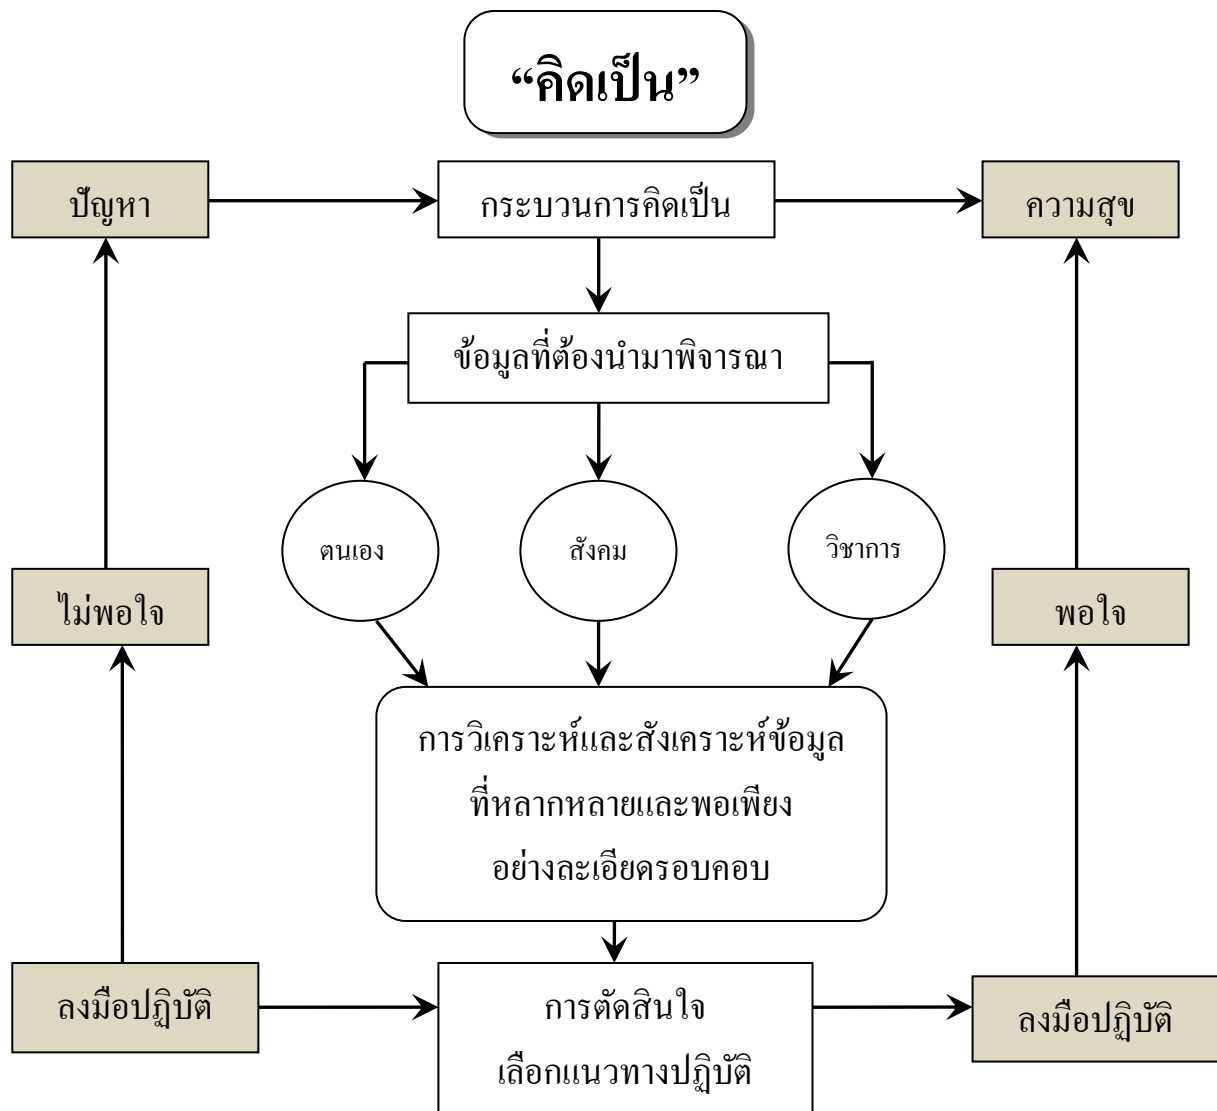 “คิดเป็น”
ปัญหา
กระบวนการคิดเป็น
ความสุข
ข้อมูลที่ต้องนำมาพิจารณา
ตนเอง
สังคม
วิชาการ
ไม่พอใจ
พอใจ
การวิเคราะห์และสังเคราะห์ข้อมูล
ที่หลากหลายและพอเพียง
อย่างละเอียดรอบคอบ
ลงมือปฏิบัติ
การตัดสินใจ
เลือกแนวทางปฏิบัติ
ลงมือปฏิบัติ